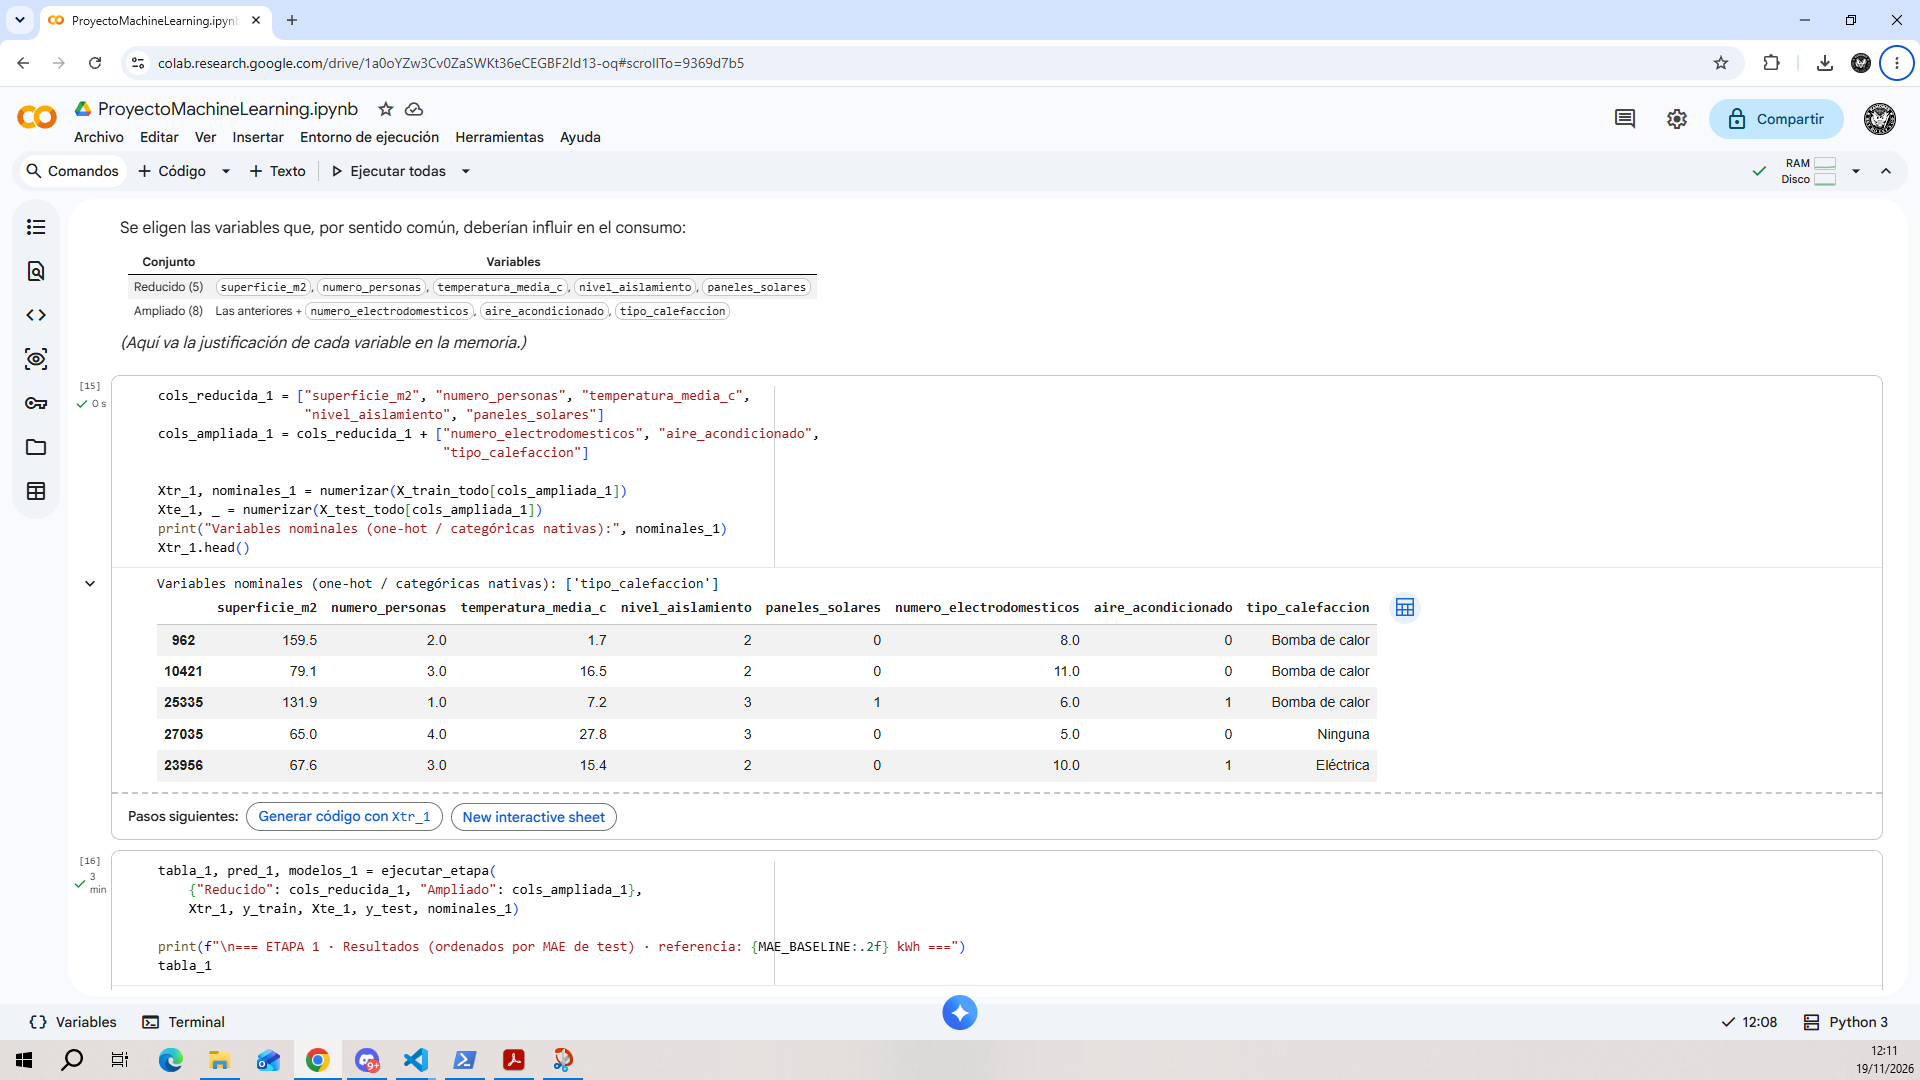 ProyectoMachineLearning.ipynb
colab.research.google.com/drive/1a0oYZw3Cv0ZaSWKt36eCEGBF2Id13-oq#scrollTo=9369d7b5
ProyectoMachineLearning.ipynb
Archivo Editar Ver Insertar Entorno de ejecución Herramientas Ayuda
Compartir
Comandos + Código + Texto Ejecutar todas
RAM
Disco
Se eligen las variables que, por sentido común, deberían influir en el consumo:
Conjunto Variables
Reducido (5) superficie_m2, numero_personas, temperatura_media_c, nivel_aislamiento, paneles_solares
Ampliado (8) Las anteriores + numero_electrodomesticos, aire_acondicionado, tipo_calefaccion
(Aquí va la justificación de cada variable en la memoria.)
[15]
0 s
cols_reducida_1 = ["superficie_m2", "numero_personas", "temperatura_media_c",
"nivel_aislamiento", "paneles_solares"]
cols_ampliada_1 = cols_reducida_1 + ["numero_electrodomesticos", "aire_acondicionado",
"tipo_calefaccion"]
Xtr_1, nominales_1 = numerizar(X_train_todo[cols_ampliada_1])
Xte_1, _ = numerizar(X_test_todo[cols_ampliada_1])
print("Variables nominales (one-hot / categóricas nativas):", nominales_1)
Xtr_1.head()
Variables nominales (one-hot / categóricas nativas): ['tipo_calefaccion']
superficie_m2 numero_personas temperatura_media_c nivel_aislamiento paneles_solares numero_electrodomesticos aire_acondicionado tipo_calefaccion
962 159.5 2.0 1.7 2 0 8.0 0 Bomba de calor
10421 79.1 3.0 16.5 2 0 11.0 0 Bomba de calor
25335 131.9 1.0 7.2 3 1 6.0 1 Bomba de calor
27035 65.0 4.0 27.8 3 0 5.0 0 Ninguna
23956 67.6 3.0 15.4 2 0 10.0 1 Eléctrica
Pasos siguientes: Generar código con Xtr_1 New interactive sheet
[16]
3 min
tabla_1, pred_1, modelos_1 = ejecutar_etapa(
{"Reducido": cols_reducida_1, "Ampliado": cols_ampliada_1},
Xtr_1, y_train, Xte_1, y_test, nominales_1)
print(f"\n=== ETAPA 1 · Resultados (ordenados por MAE de test) · referencia: {MAE_BASELINE:.2f} kWh ===")
tabla_1
Variables Terminal
12:08 Python 3
9+
12:11
19/11/2026